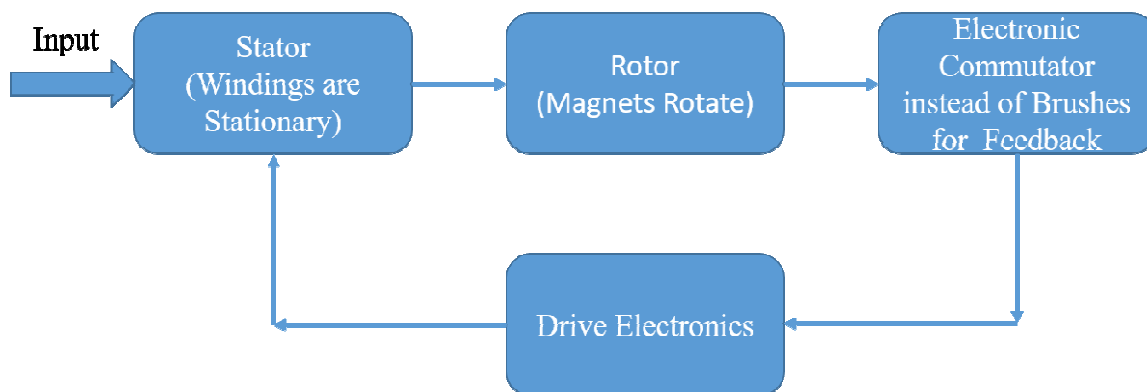 Input
Stator
(Windings are
Stationary)
Rotor
(Magnets Rotate)
Electronic
Commutator
instead of Brushes
for Feedback
Drive Electronics